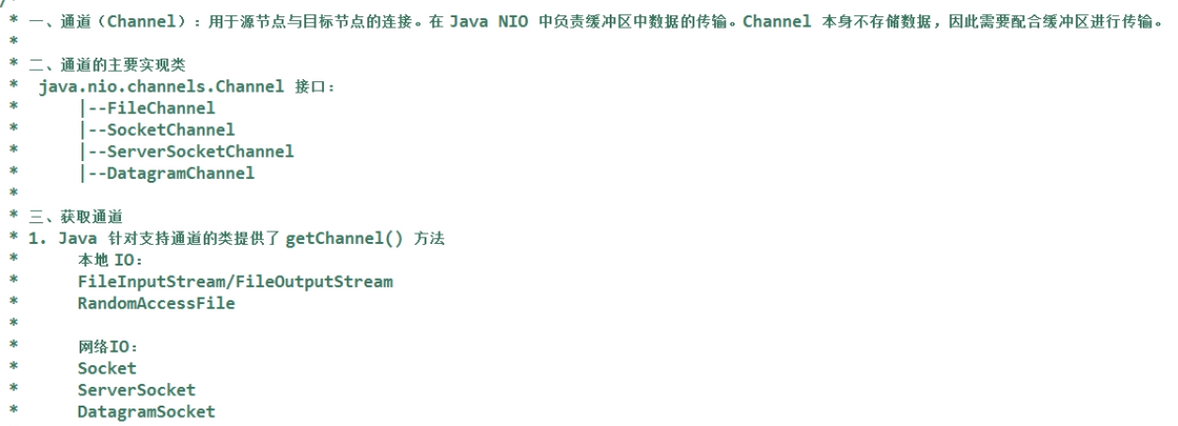 /*
* 一、通道（Channel）：用于源节点与目标节点的连接。在 Java NIO 中负责缓冲区中数据的传输。Channel 本身不存储数据，因此需要配合缓冲区进行传输。
*
* 二、通道的主要实现类
* java.nio.channels.Channel 接口：
* |--FileChannel
* |--SocketChannel
* |--ServerSocketChannel
* |--DatagramChannel
*
* 三、获取通道
* 1. Java 针对支持通道的类提供了 getChannel() 方法
* 本地 IO：
* FileInputStream/FileOutputStream
* RandomAccessFile
*
* 网络IO：
* Socket
* ServerSocket
* DatagramSocket